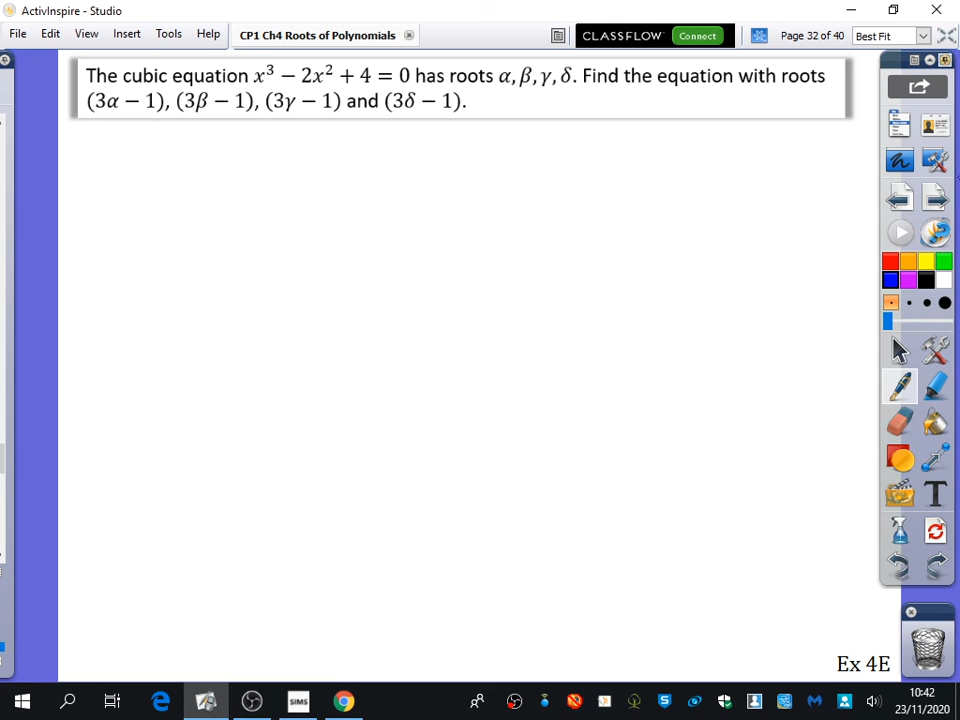 ActivInspire - Studio
File Edit View Insert Tools Help CP1 Ch4 Roots of Polynomials CLASSFLOW Connect Page 32 of 40 Best Fit
The cubic equation x³ − 2x² + 4 = 0 has roots α, β, γ, δ. Find the equation with roots
(3α − 1), (3β − 1), (3γ − 1) and (3δ − 1).
T
Ex 4E
SIMS
S
10:42
23/11/2020